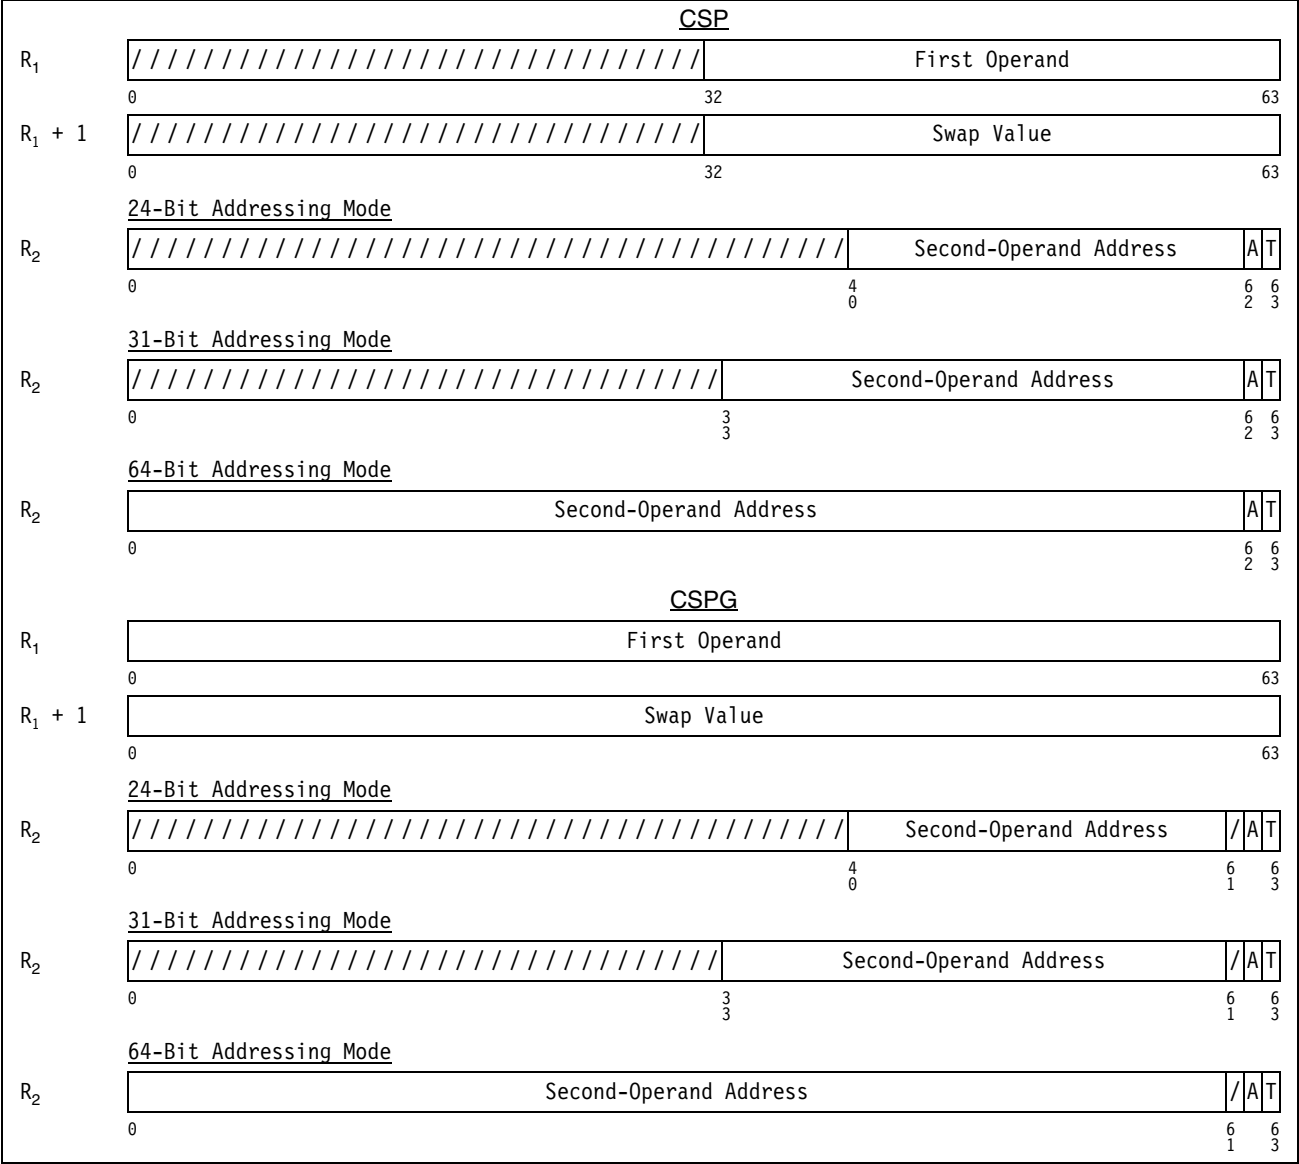 CSP
R1 / / / / / / / / / / / / / / / / / / / / / / / / / / / / / / / / First Operand
0 32 63
R1 + 1 / / / / / / / / / / / / / / / / / / / / / / / / / / / / / / / / Swap Value
0 32 63
24-Bit Addressing Mode
R2 / / / / / / / / / / / / / / / / / / / / / / / / / / / / / / / / / / / / / / / / Second-Operand Address A T
0 40 62 63
31-Bit Addressing Mode
R2 / / / / / / / / / / / / / / / / / / / / / / / / / / / / / / / / / Second-Operand Address A T
0 33 62 63
64-Bit Addressing Mode
R2 Second-Operand Address A T
0 62 63
CSPG
R1 First Operand
0 63
R1 + 1 Swap Value
0 63
24-Bit Addressing Mode
R2 / / / / / / / / / / / / / / / / / / / / / / / / / / / / / / / / / / / / / / / / Second-Operand Address / A T
0 40 61 63
31-Bit Addressing Mode
R2 / / / / / / / / / / / / / / / / / / / / / / / / / / / / / / / / / Second-Operand Address / A T
0 33 61 63
64-Bit Addressing Mode
R2 Second-Operand Address / A T
0 61 63